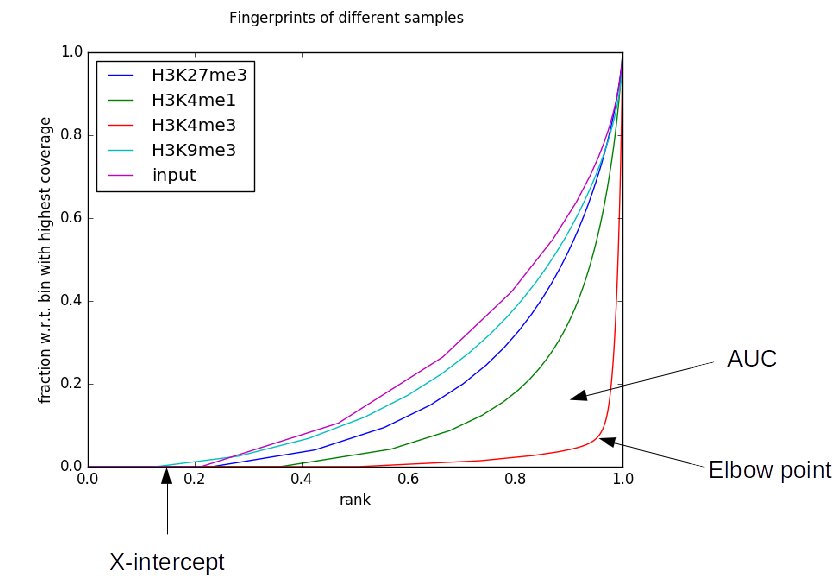 Fingerprints of different samples
1.0
0.8
0.6
0.4
0.2
0.0
fraction w.r.t. bin with highest coverage
H3K27me3
H3K4me1
H3K4me3
H3K9me3
input
AUC
Elbow point
0.0 0.2 0.4 0.6 0.8 1.0
rank
X-intercept